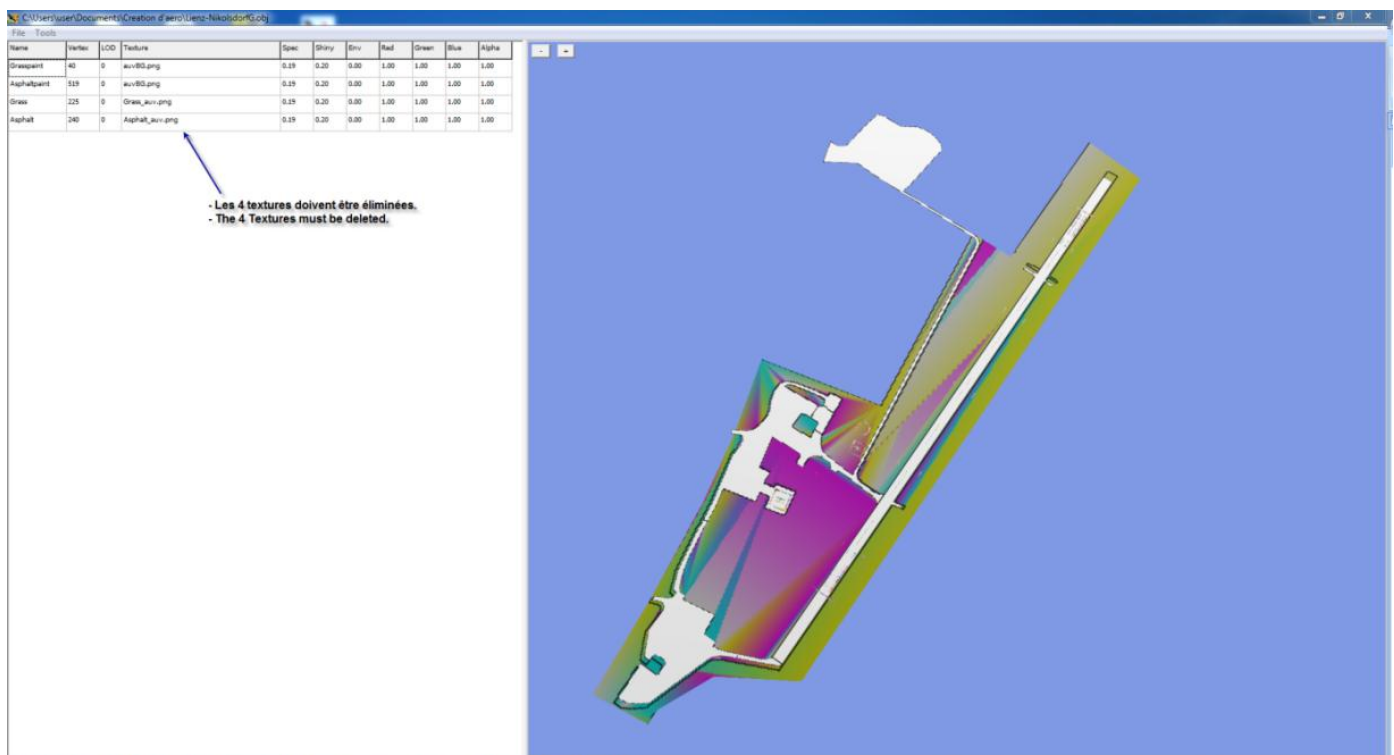 C:\Users\user\Documents\Creation d'aero\Lienz-NikolsdorfG.obj
File Tools
Name Vertex LOD Texture Spec Shiny Env Red Green Blue Alpha
Grasspaint 40 0 auvBG.png 0.19 0.20 0.00 1.00 1.00 1.00 1.00
Asphaltpaint 519 0 auvBG.png 0.19 0.20 0.00 1.00 1.00 1.00 1.00
Grass 225 0 Grass_auv.png 0.19 0.20 0.00 1.00 1.00 1.00 1.00
Asphalt 240 0 Asphalt_auv.png 0.19 0.20 0.00 1.00 1.00 1.00 1.00
- Les 4 textures doivent être éliminées.
- The 4 Textures must be deleted.